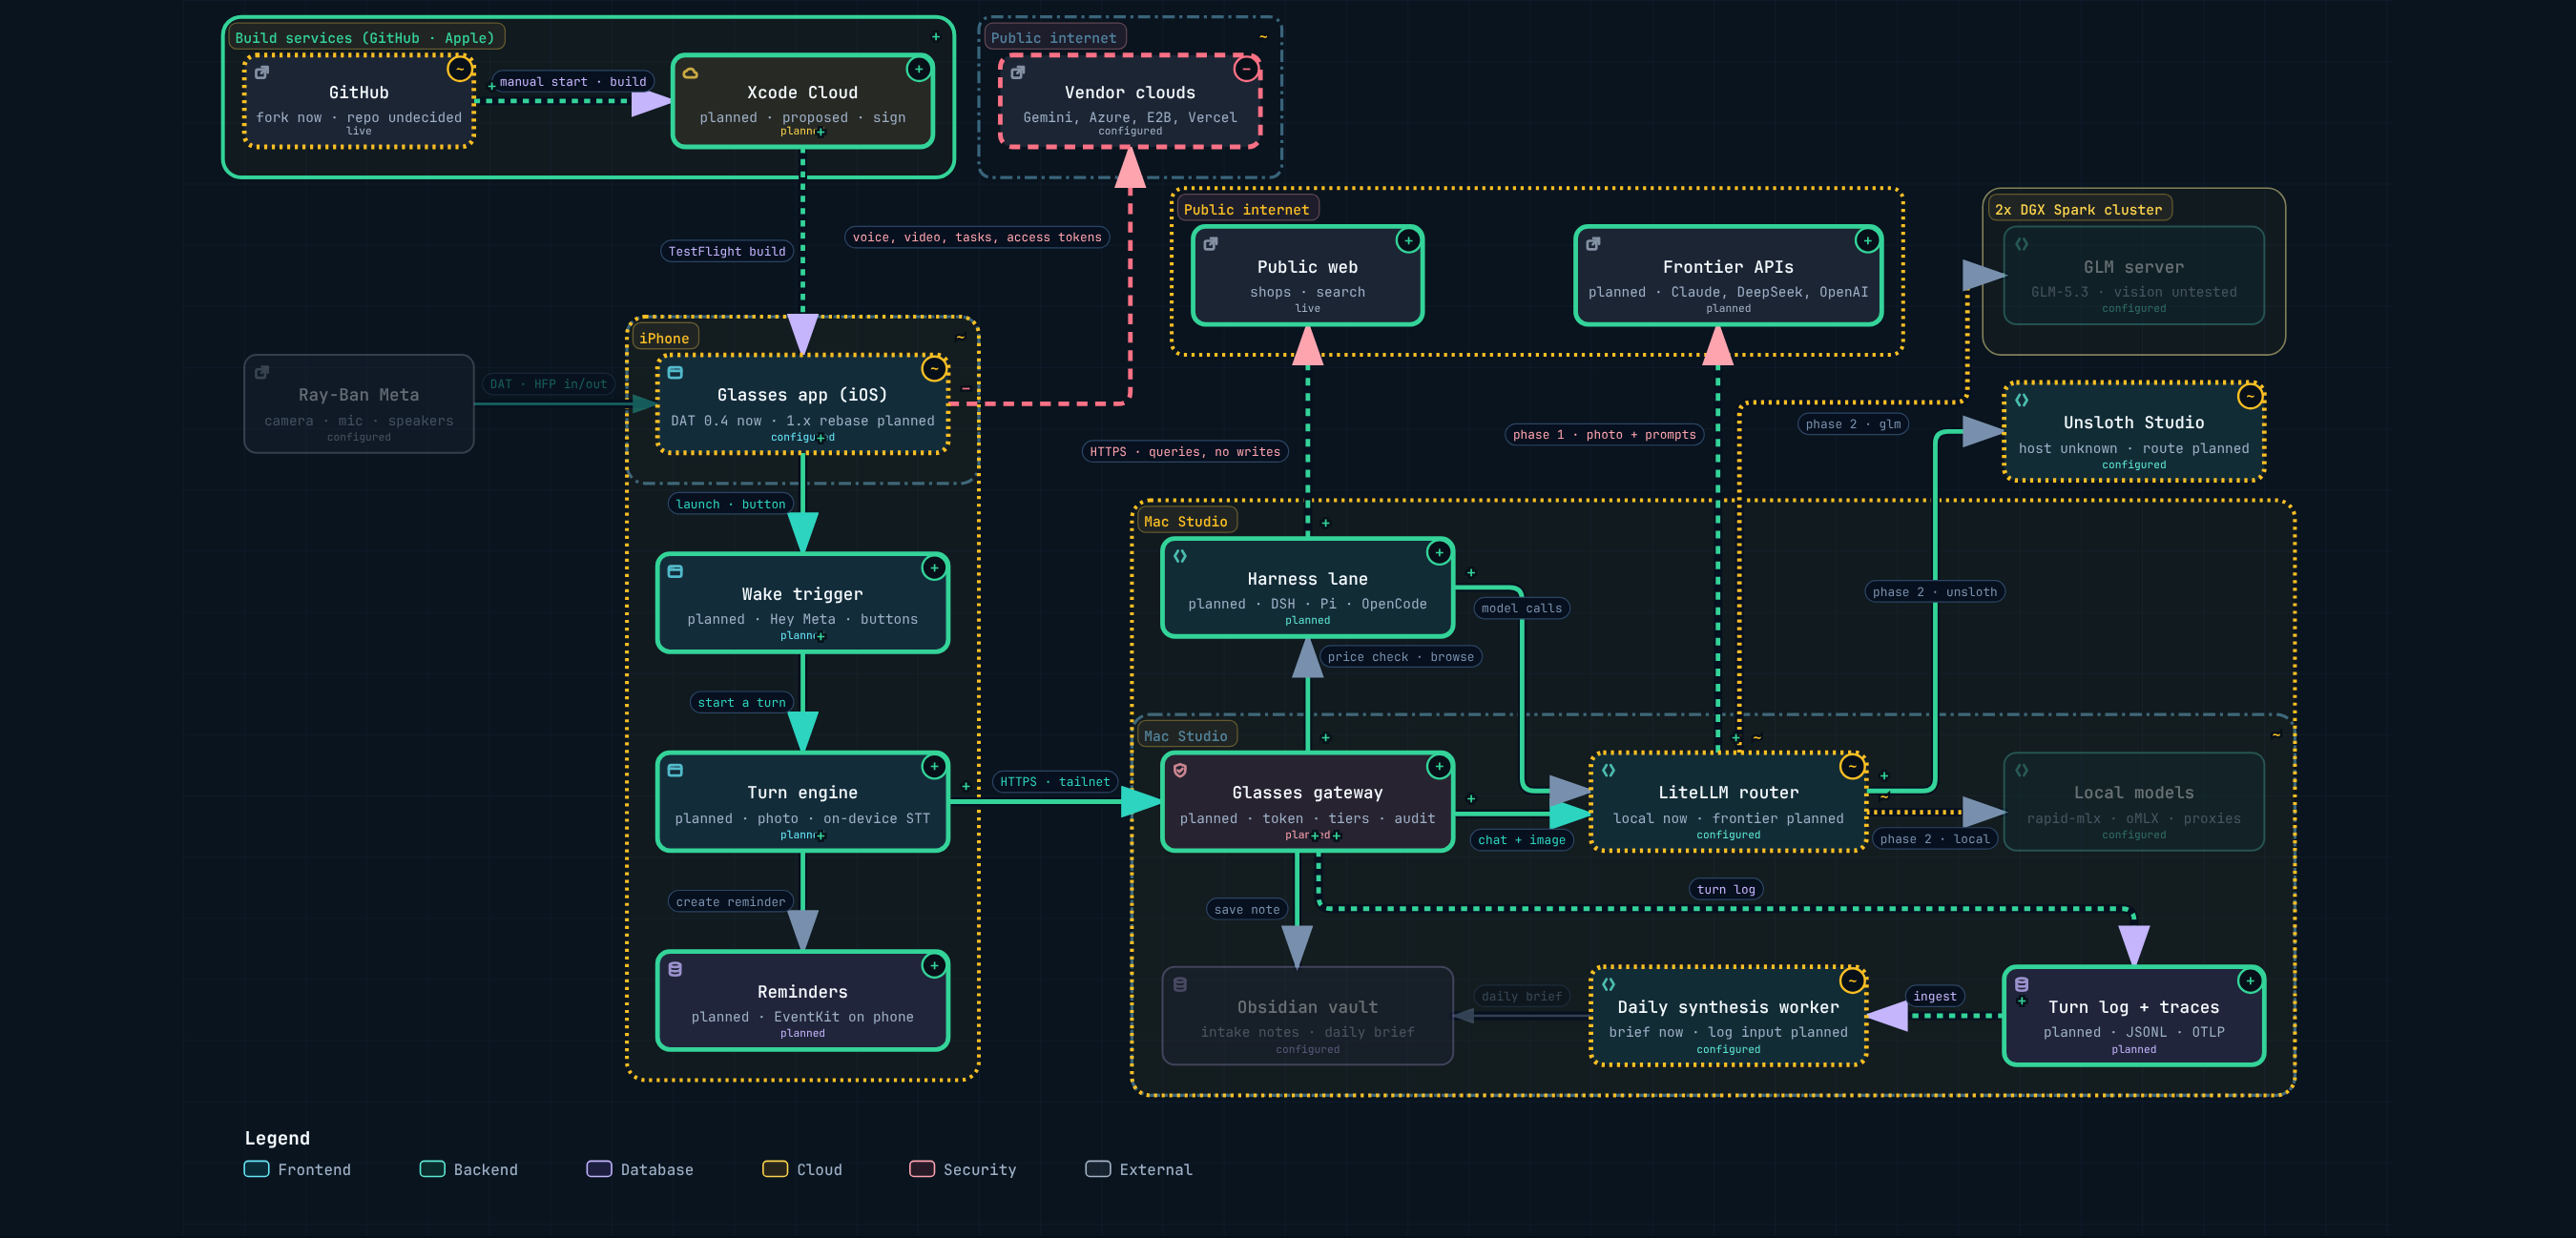 Build services (GitHub · Apple)
+
GitHub
~
fork now · repo undecided
live
+
manual start · build
Xcode Cloud
+
planned · proposed · sign
planned
+
Public internet
~
Vendor clouds
−
Gemini, Azure, E2B, Vercel
configured
TestFlight build
voice, video, tasks, access tokens
Public internet
Public web
+
shops · search
live
Frontier APIs
+
planned · Claude, DeepSeek, OpenAI
planned
2x DGX Spark cluster
GLM server
GLM-5.3 · vision untested
configured
iPhone
~
Ray-Ban Meta
camera · mic · speakers
configured
DAT · HFP in/out
Glasses app (iOS)
~
DAT 0.4 now · 1.x rebase planned
configured
+
−
HTTPS · queries, no writes
phase 1 · photo + prompts
phase 2 · glm
Unsloth Studio
~
host unknown · route planned
configured
launch · button
Wake trigger
+
planned · Hey Meta · buttons
planned
+
start a turn
Turn engine
+
planned · photo · on-device STT
planned
+
create reminder
Reminders
+
planned · EventKit on phone
planned
+
HTTPS · tailnet
Mac Studio
+
Harness lane
+
planned · DSH · Pi · OpenCode
planned
+
model calls
price check · browse
phase 2 · unsloth
Mac Studio
~
+
Glasses gateway
+
planned · token · tiers · audit
planned
+ +
+
chat + image
+ ~
LiteLLM router
~
local now · frontier planned
configured
+
~
phase 2 · local
Local models
rapid-mlx · oMLX · proxies
configured
save note
turn log
Obsidian vault
intake notes · daily brief
configured
daily brief
Daily synthesis worker
~
brief now · log input planned
configured
ingest
+
Turn log + traces
+
planned · JSONL · OTLP
planned
Legend
Frontend
Backend
Database
Cloud
Security
External